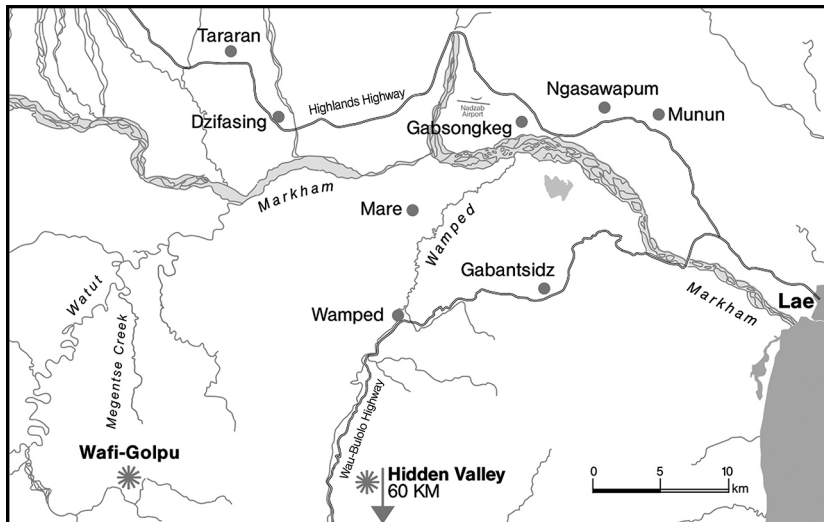 Tararan
Highlands Highway
Dzifasing
Nadzab
Airport
Gabsongkeg
Ngasawapum
Munun
Markham
Mare
Wamped
Gabantsidz
Watut
Megentse Creek
Wamped
Markham
Lae
Wau-Bulolo Highway
Wafi-Golpu
Hidden Valley
60 KM
0 5 10
km